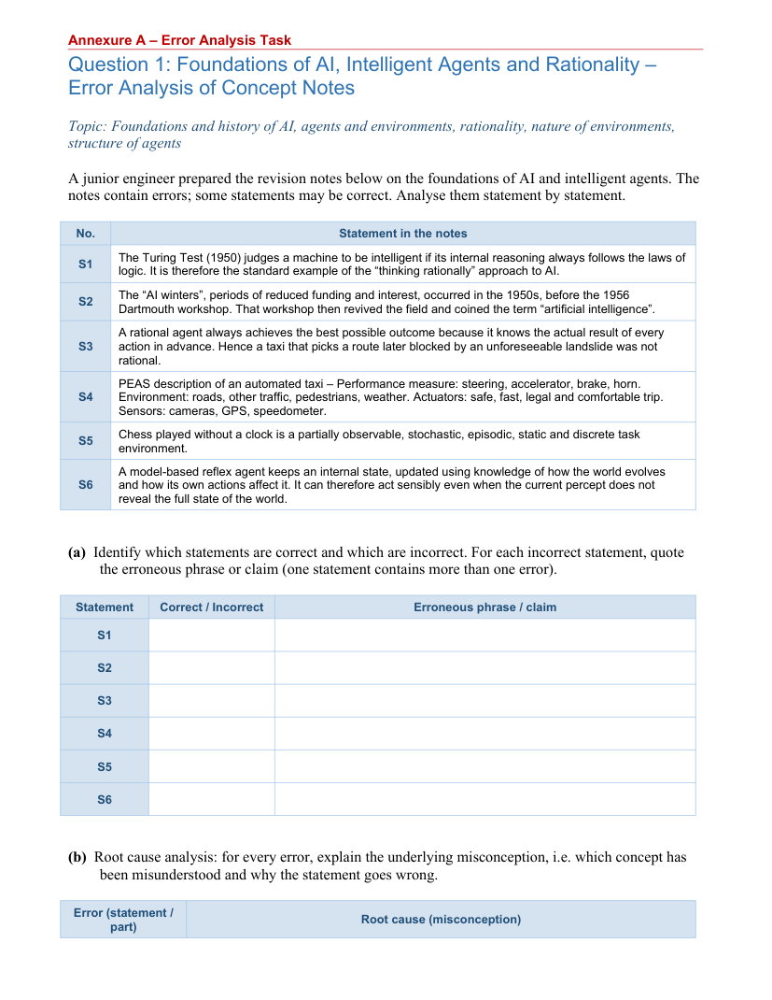 Annexure A – Error Analysis Task
Question 1: Foundations of AI, Intelligent Agents and Rationality –
Error Analysis of Concept Notes
Topic: Foundations and history of AI, agents and environments, rationality, nature of environments,
structure of agents
A junior engineer prepared the revision notes below on the foundations of AI and intelligent agents. The
notes contain errors; some statements may be correct. Analyse them statement by statement.
No. Statement in the notes
S1 The Turing Test (1950) judges a machine to be intelligent if its internal reasoning always follows the laws of
logic. It is therefore the standard example of the “thinking rationally” approach to AI.
S2 The “AI winters”, periods of reduced funding and interest, occurred in the 1950s, before the 1956
Dartmouth workshop. That workshop then revived the field and coined the term “artificial intelligence”.
S3 A rational agent always achieves the best possible outcome because it knows the actual result of every
action in advance. Hence a taxi that picks a route later blocked by an unforeseeable landslide was not
rational.
S4 PEAS description of an automated taxi – Performance measure: steering, accelerator, brake, horn.
Environment: roads, other traffic, pedestrians, weather. Actuators: safe, fast, legal and comfortable trip.
Sensors: cameras, GPS, speedometer.
S5 Chess played without a clock is a partially observable, stochastic, episodic, static and discrete task
environment.
S6 A model-based reflex agent keeps an internal state, updated using knowledge of how the world evolves
and how its own actions affect it. It can therefore act sensibly even when the current percept does not
reveal the full state of the world.
(a) Identify which statements are correct and which are incorrect. For each incorrect statement, quote
the erroneous phrase or claim (one statement contains more than one error).
Statement Correct / Incorrect Erroneous phrase / claim
S1
S2
S3
S4
S5
S6
(b) Root cause analysis: for every error, explain the underlying misconception, i.e. which concept has
been misunderstood and why the statement goes wrong.
Error (statement /
part) Root cause (misconception)